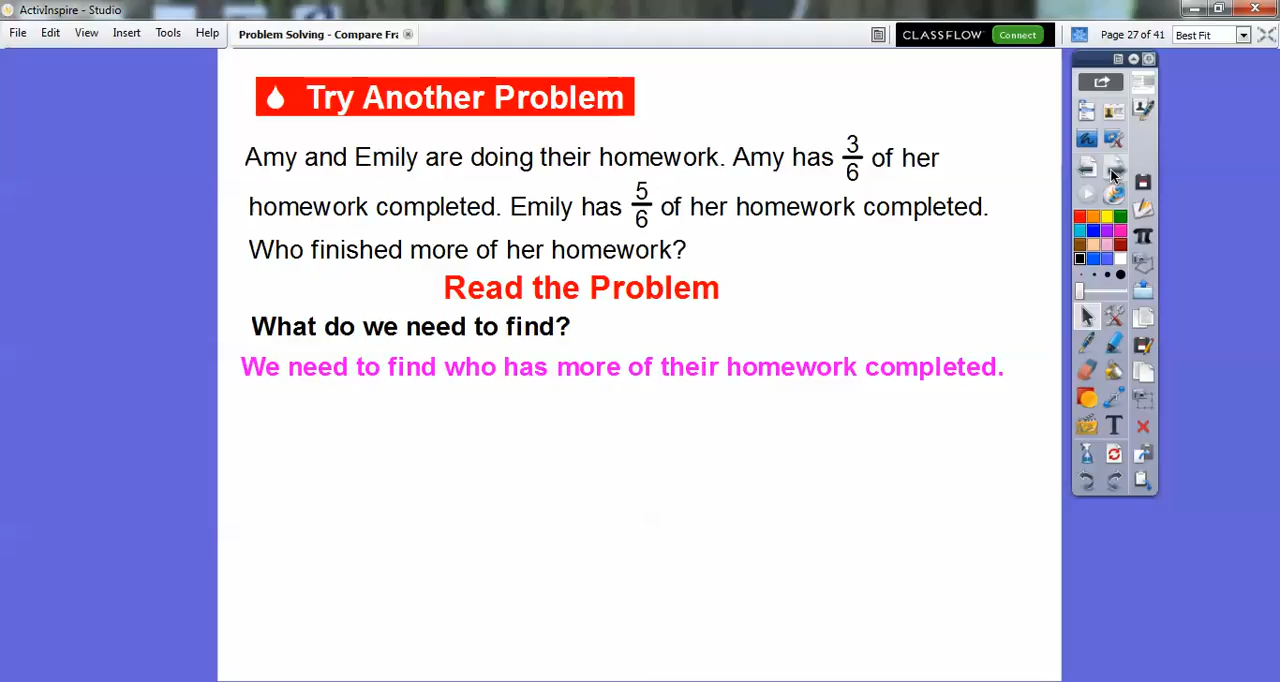 ActivInspire - Studio
File Edit View Insert Tools Help
Problem Solving - Compare Fra
CLASSFLOW Connect
Page 27 of 41
Best Fit
Try Another Problem
Amy and Emily are doing their homework. Amy has 3/6 of her
homework completed. Emily has 5/6 of her homework completed.
Who finished more of her homework?
Read the Problem
What do we need to find?
We need to find who has more of their homework completed.